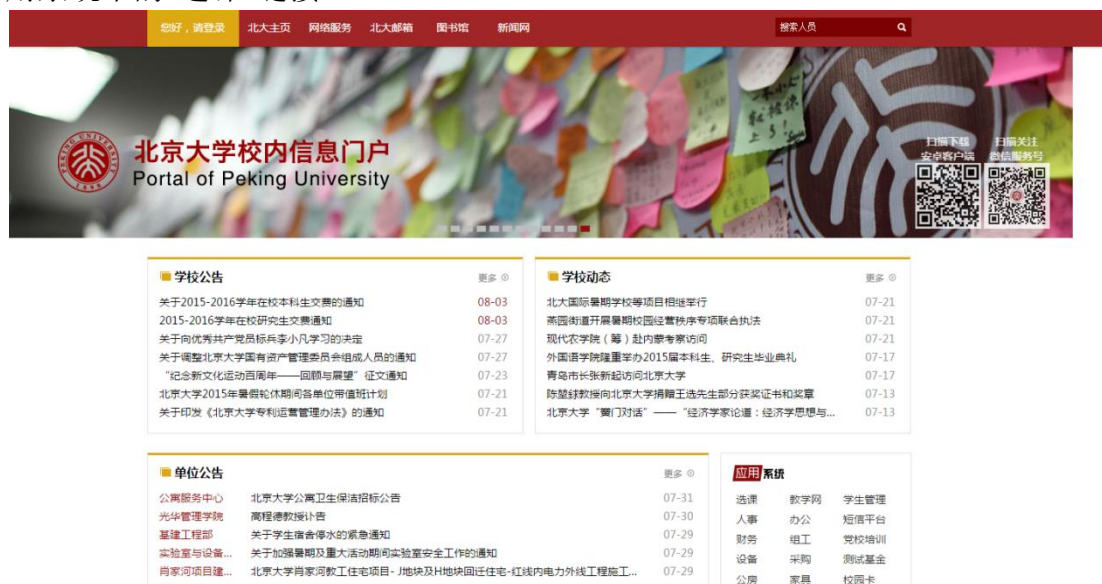 您好，请登录 北大主页 网络服务 北大邮箱 图书馆 新闻网 搜索人员
北京大学校内信息门户
Portal of Peking University
扫描下载 扫描关注
安卓客户端 微信服务号
学校公告 更多
关于2015-2016学年在校本科生交费的通知 08-03
2015-2016学年在校研究生交费通知 08-03
关于向优秀共产党员标兵李小凡学习的决定 07-27
关于调整北京大学国有资产管理委员会组成人员的通知 07-27
“纪念新文化运动百周年——回顾与展望”征文通知 07-23
北京大学2015年暑假轮休期间各单位带值班计划 07-21
关于印发《北京大学专利运营管理办法》的通知 07-21
学校动态 更多
北大国际暑期学校等项目相继举行 07-21
燕园街道开展暑期校园经营秩序专项联合执法 07-21
现代农学院（筹）赴内蒙考察访问 07-21
外国语学院隆重举办2015届本科生、研究生毕业典礼 07-17
青岛市长张新起访问北京大学 07-17
陈堃銶教授向北京大学捐赠王选先生部分获奖证书和奖章 07-13
北京大学“黉门对话”——“经济学家论道：经济学思想与... 07-13
单位公告 更多
公寓服务中心 北京大学公寓卫生保洁招标公告 07-31
光华管理学院 高程德教授讣告 07-30
基建工程部 关于学生宿舍停水的紧急通知 07-29
实验室与设备... 关于加强暑期及重大活动期间实验室安全工作的通知 07-29
肖家河项目建... 北京大学肖家河教工住宅项目- J地块及H地块回迁住宅-红线内电力外线工程施工... 07-29
应用系统
选课 教学网 学生管理
人事 办公 短信平台
财务 组工 党校培训
设备 采购 测试基金
公房 家具 校园卡